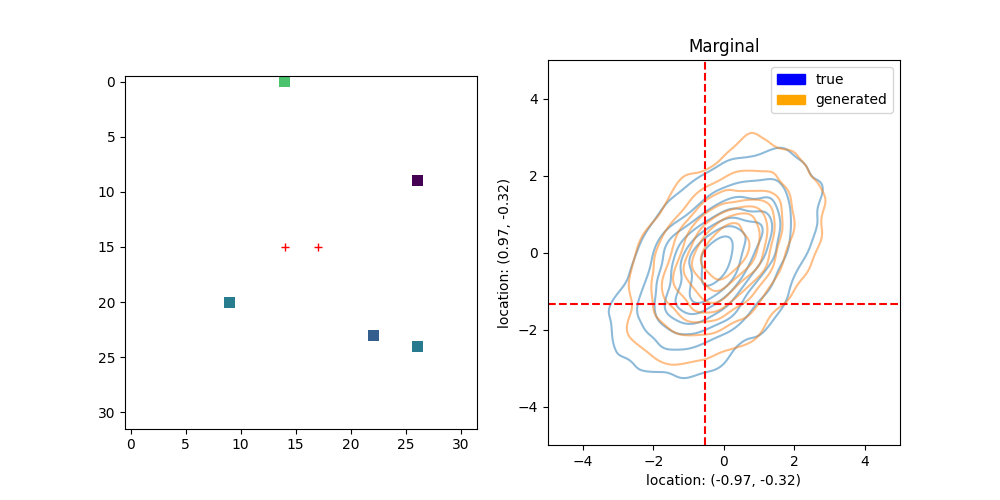 Marginal
0
5
10
15
20
25
30
0 5 10 15 20 25 30
true
generated
4
2
0
−2
−4
−4 −2 0 2 4
location: (0.97, -0.32)
location: (-0.97, -0.32)